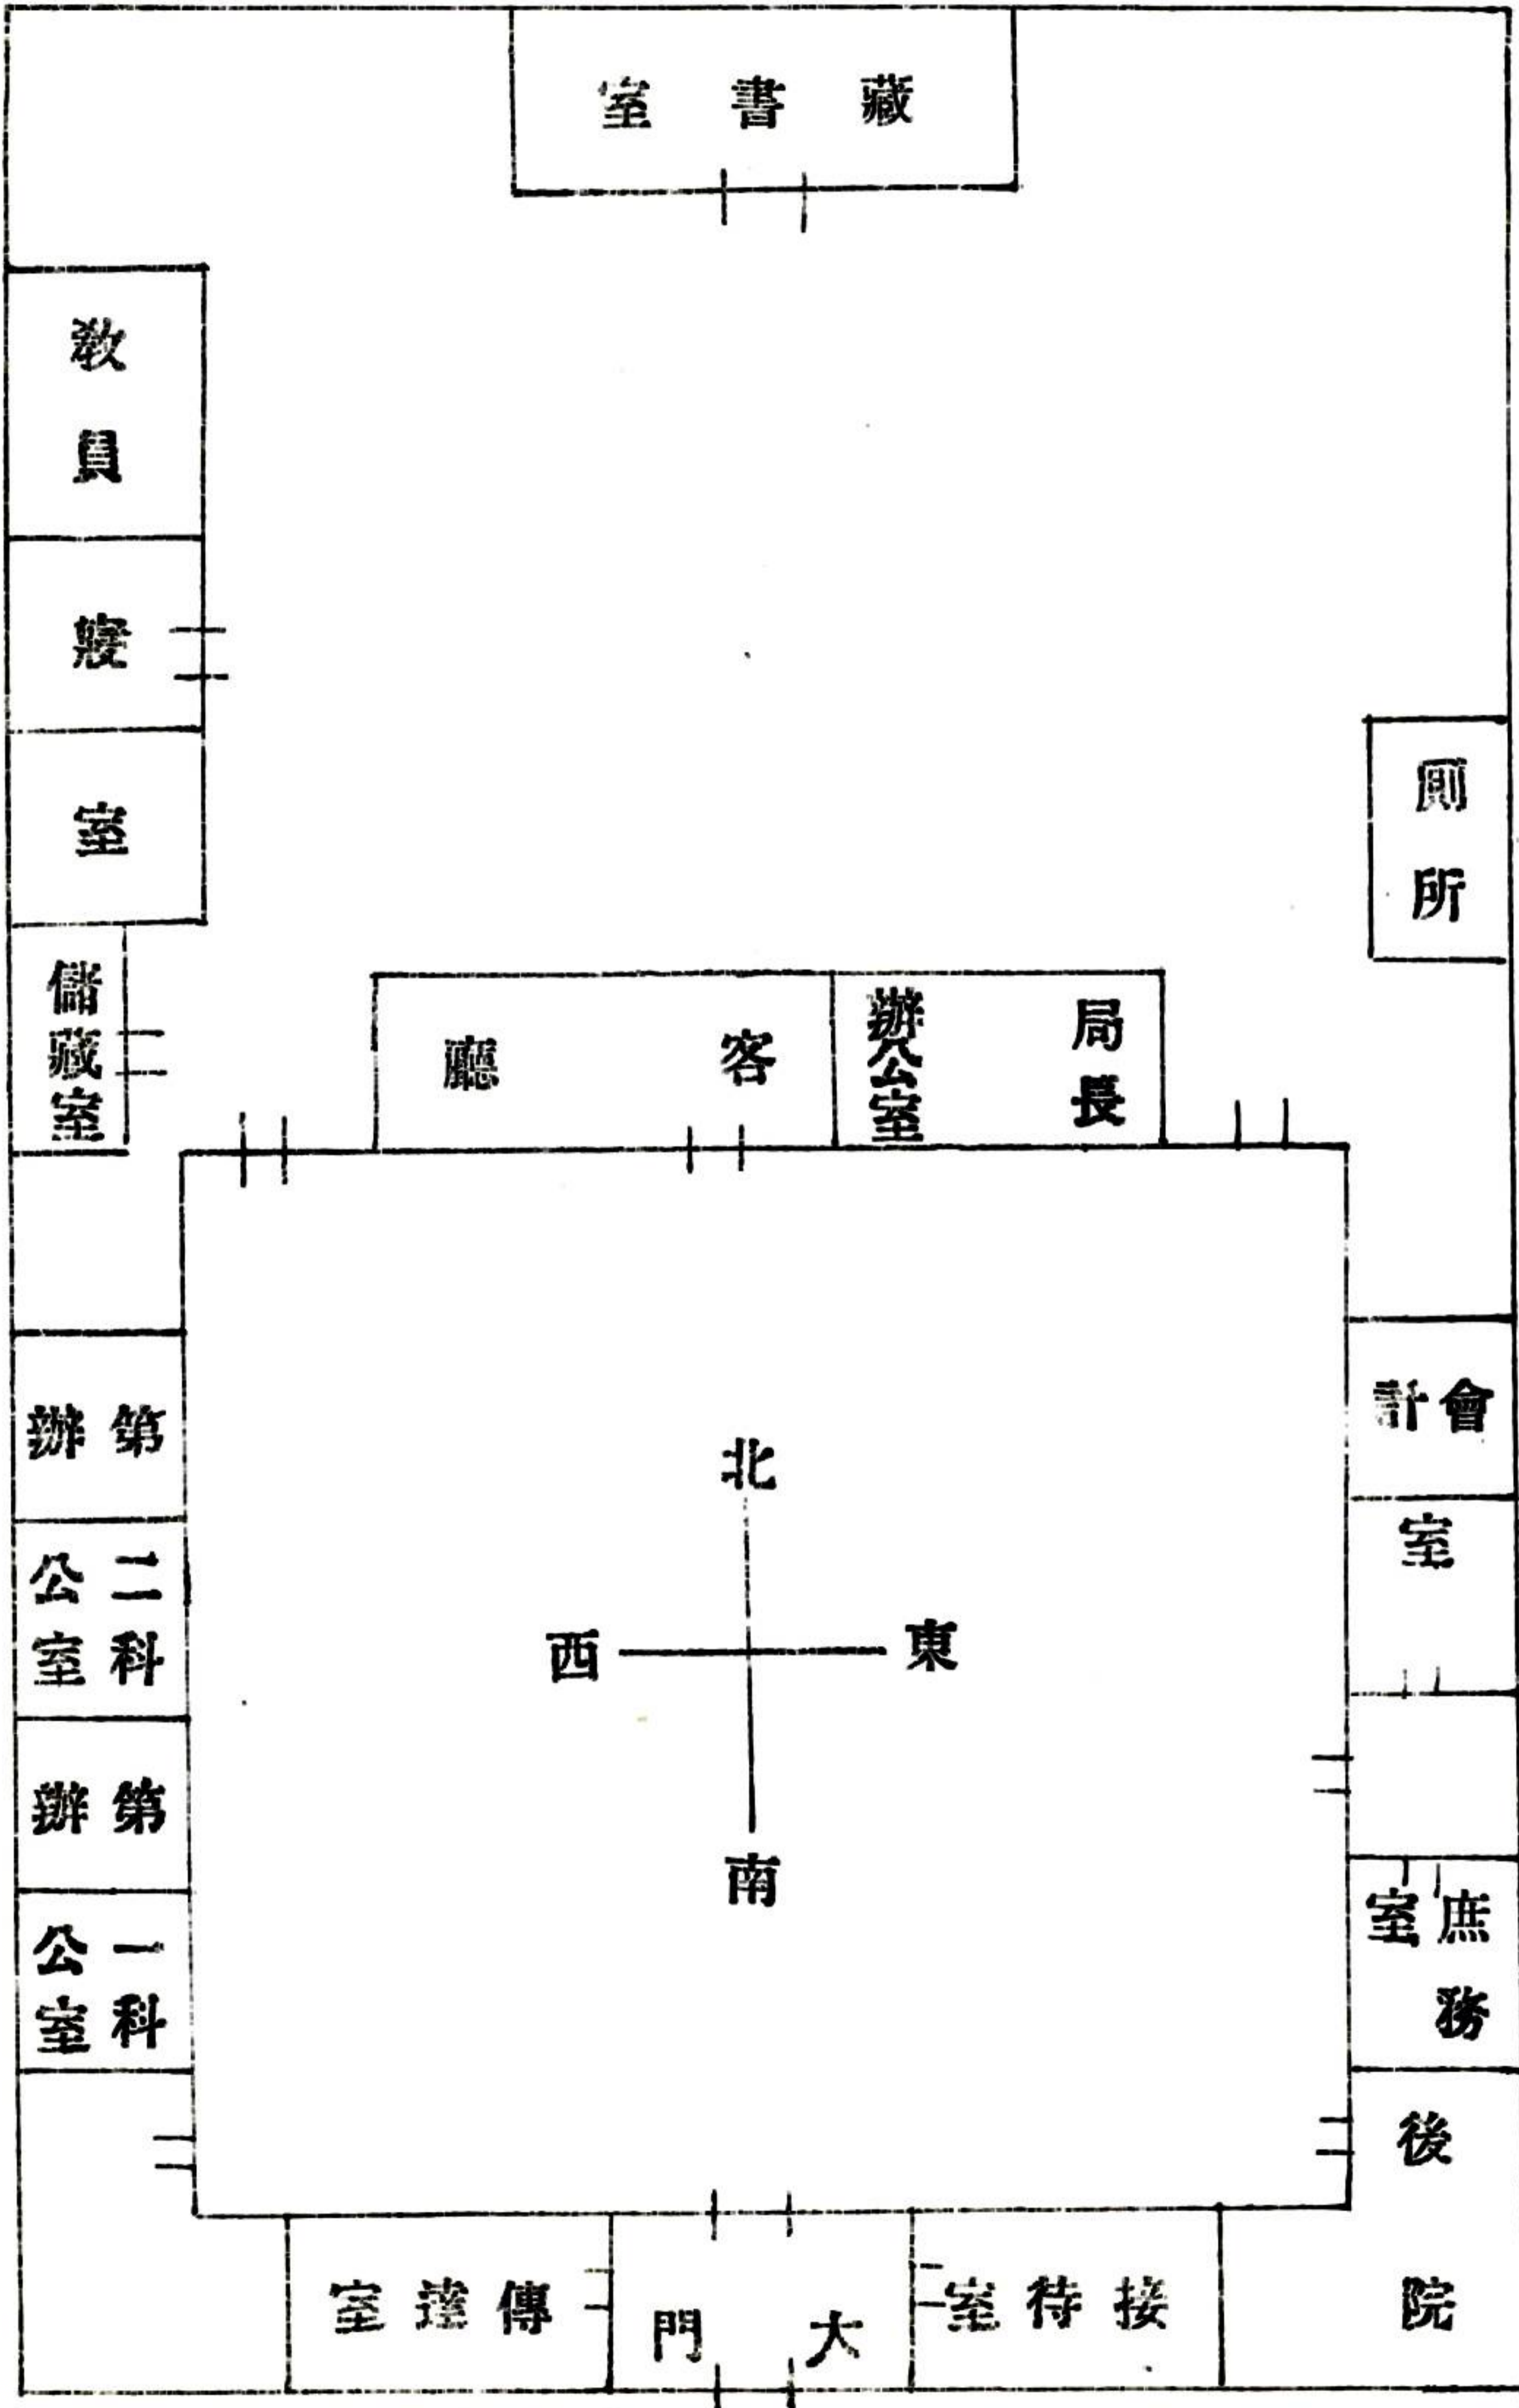 藏書室
教員寢室
廁所
儲藏室
局長辦公室
客廳
會計室
第二科辦公室
北
東
西
南
第一科辦公室
庶務室
後院
接待室
大門
傳達室